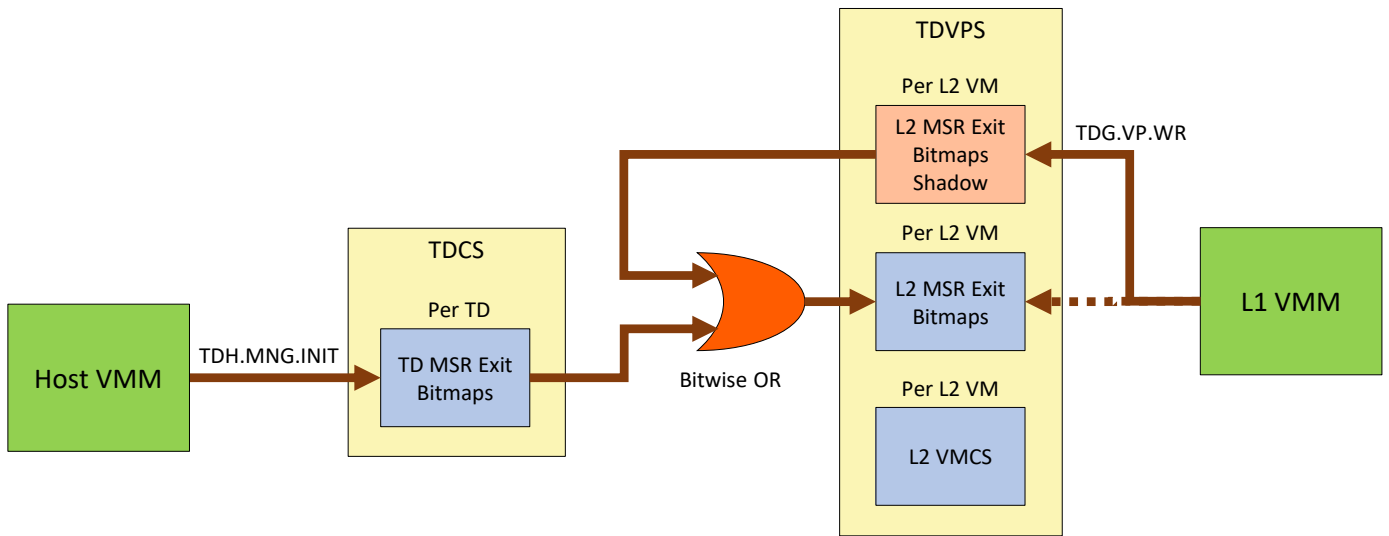 TDVPS
Per L2 VM
L2 MSR Exit
Bitmaps
Shadow
TDG.VP.WR
TDCS
Per L2 VM
L2 MSR Exit
Bitmaps
L1 VMM
Per TD
TDH.MNG.INIT
TD MSR Exit
Bitmaps
Host VMM
Bitwise OR
Per L2 VM
L2 VMCS